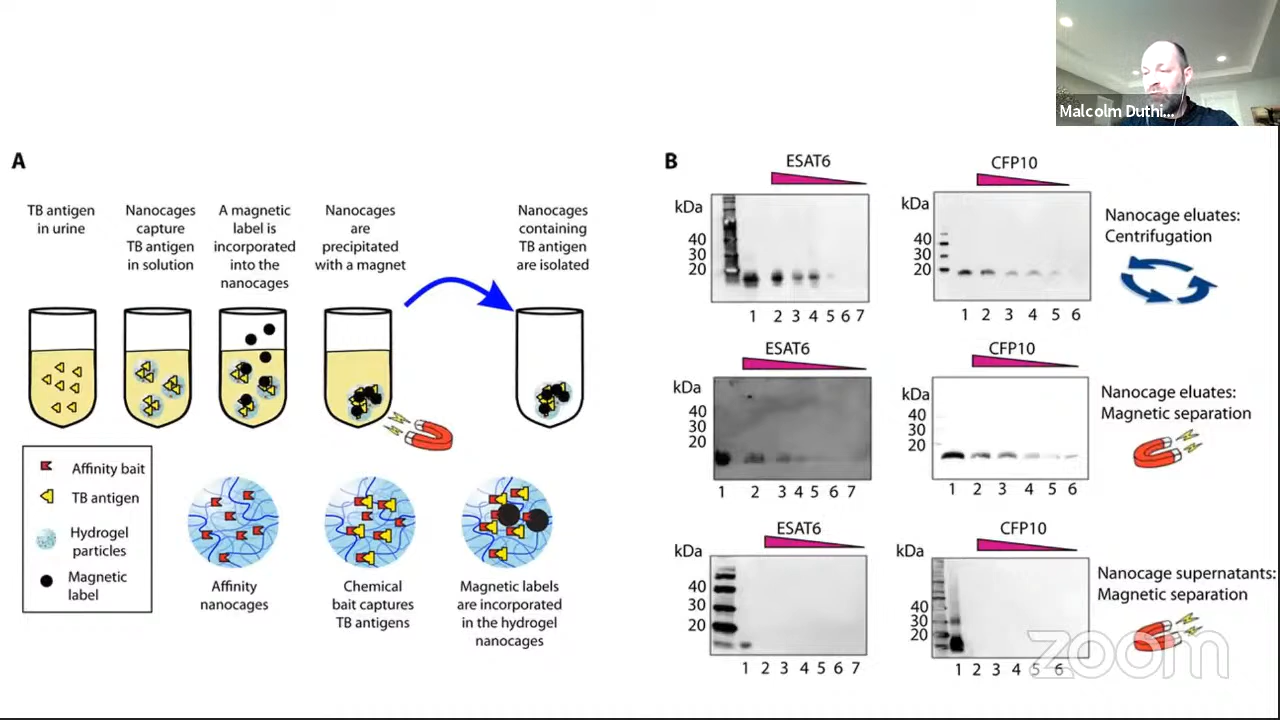 Malcolm Duthi...
A
TB antigen
in urine
Nanocages
capture
TB antigen
in solution
A magnetic
label is
incorporated
into the
nanocages
Nanocages
are
precipitated
with a magnet
Nanocages
containing
TB antigen
are isolated
Affinity bait
TB antigen
Hydrogel
particles
Magnetic
label
Affinity
nanocages
Chemical
bait captures
TB antigens
Magnetic labels
are incorporated
in the hydrogel
nanocages
B
ESAT6
kDa
40
30
20
1 2 3 4 5 6 7
CFP10
kDa
40
30
20
1 2 3 4 5 6
Nanocage eluates:
Centrifugation
ESAT6
kDa
40
30
20
1 2 3 4 5 6 7
CFP10
kDa
40
30
20
1 2 3 4 5 6
Nanocage eluates:
Magnetic separation
ESAT6
kDa
40
30
20
1 2 3 4 5 6 7
CFP10
kDa
40
30
20
1 2 3 4 5 6
Nanocage supernatants:
Magnetic separation
zoom